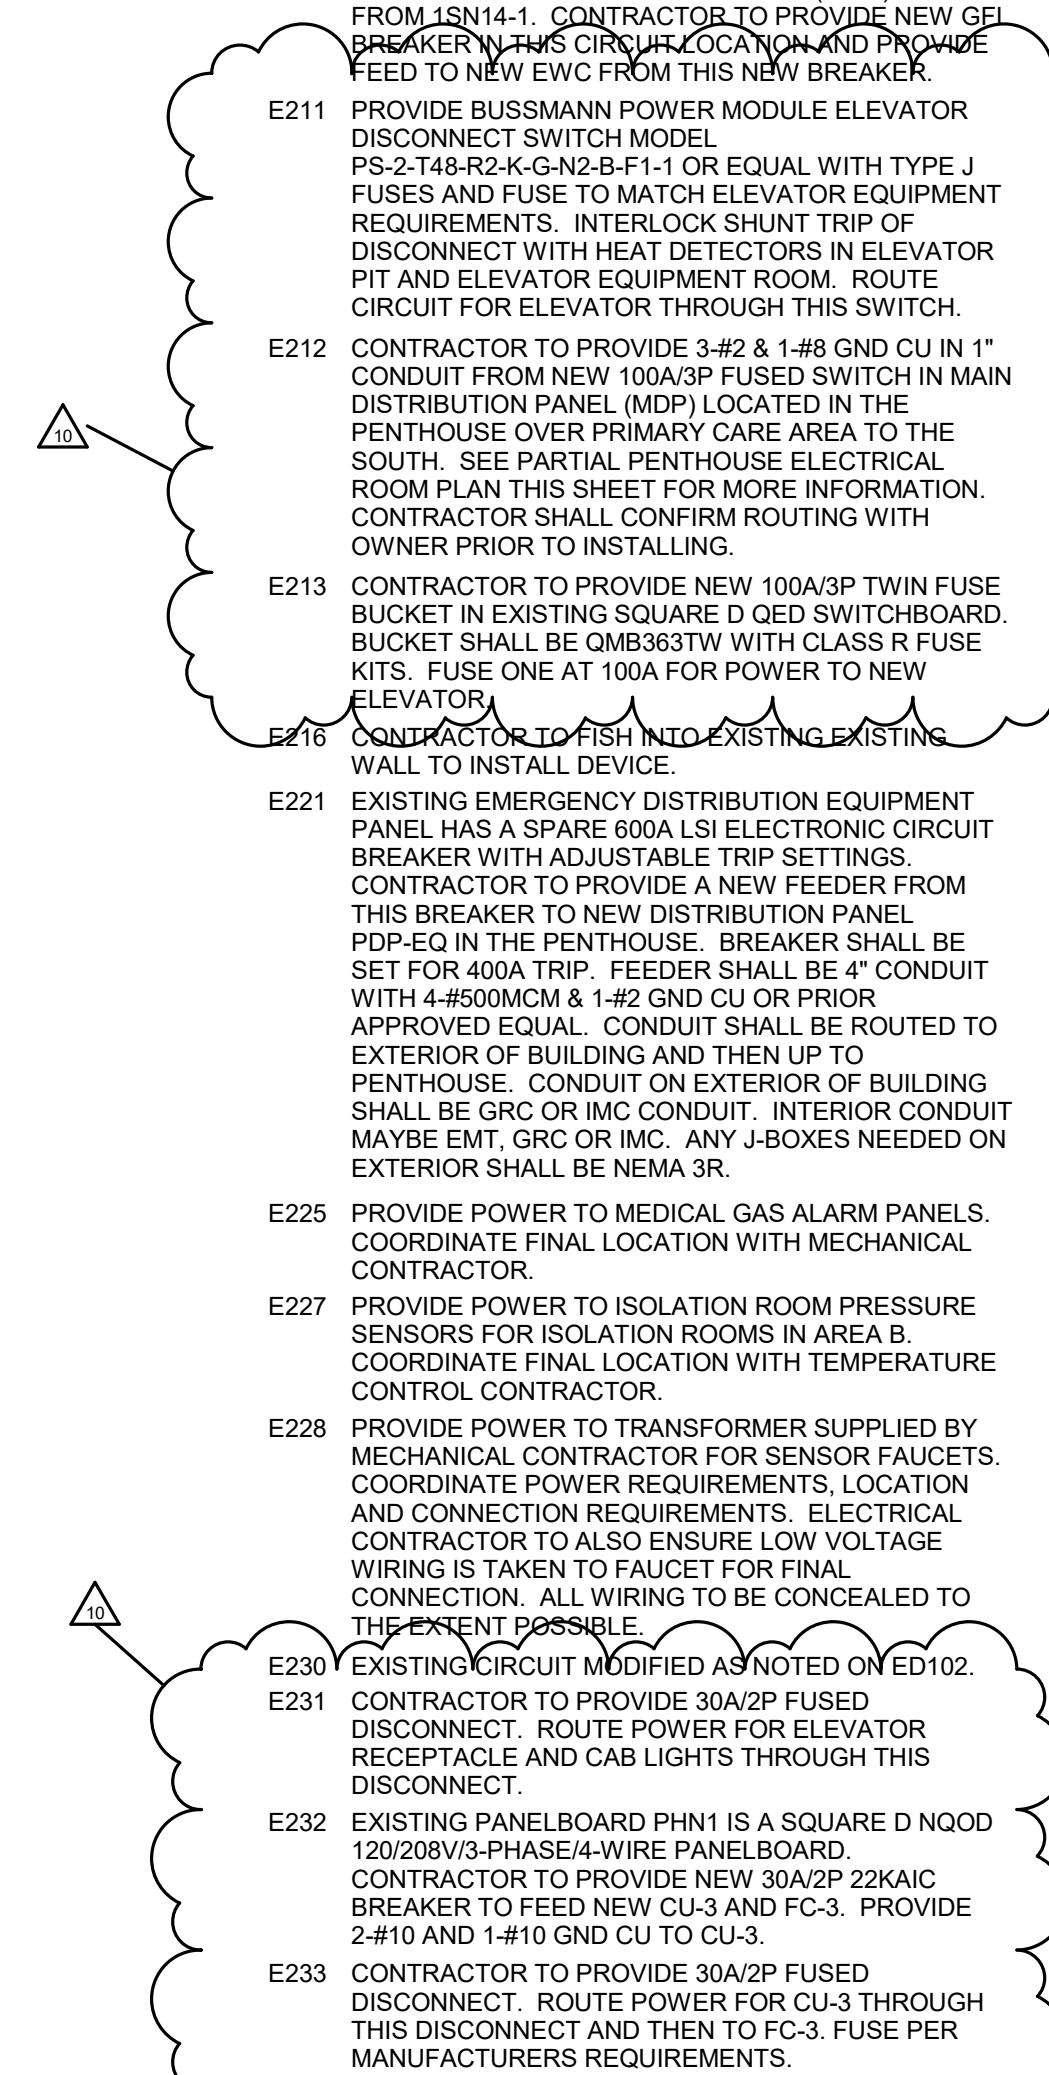 FROM 1SN14-1. CONTRACTOR TO PROVIDE NEW GFI
BREAKER IN THIS CIRCUIT LOCATION AND PROVIDE
FEED TO NEW EWC FROM THIS NEW BREAKER.
E211 PROVIDE BUSSMANN POWER MODULE ELEVATOR
DISCONNECT SWITCH MODEL
PS-2-T48-R2-K-G-N2-B-F1-1 OR EQUAL WITH TYPE J
FUSES AND FUSE TO MATCH ELEVATOR EQUIPMENT
REQUIREMENTS. INTERLOCK SHUNT TRIP OF
DISCONNECT WITH HEAT DETECTORS IN ELEVATOR
PIT AND ELEVATOR EQUIPMENT ROOM. ROUTE
CIRCUIT FOR ELEVATOR THROUGH THIS SWITCH.
E212 CONTRACTOR TO PROVIDE 3-#2 & 1-#8 GND CU IN 1"
CONDUIT FROM NEW 100A/3P FUSED SWITCH IN MAIN
DISTRIBUTION PANEL (MDP) LOCATED IN THE
PENTHOUSE OVER PRIMARY CARE AREA TO THE
SOUTH. SEE PARTIAL PENTHOUSE ELECTRICAL
ROOM PLAN THIS SHEET FOR MORE INFORMATION.
CONTRACTOR SHALL CONFIRM ROUTING WITH
OWNER PRIOR TO INSTALLING.
10
E213 CONTRACTOR TO PROVIDE NEW 100A/3P TWIN FUSE
BUCKET IN EXISTING SQUARE D QED SWITCHBOARD.
BUCKET SHALL BE QMB363TW WITH CLASS R FUSE
KITS. FUSE ONE AT 100A FOR POWER TO NEW
ELEVATOR.
E216 CONTRACTOR TO FISH INTO EXISTING EXISTING
WALL TO INSTALL DEVICE.
E221 EXISTING EMERGENCY DISTRIBUTION EQUIPMENT
PANEL HAS A SPARE 600A LSI ELECTRONIC CIRCUIT
BREAKER WITH ADJUSTABLE TRIP SETTINGS.
CONTRACTOR TO PROVIDE A NEW FEEDER FROM
THIS BREAKER TO NEW DISTRIBUTION PANEL
PDP-EQ IN THE PENTHOUSE. BREAKER SHALL BE
SET FOR 400A TRIP. FEEDER SHALL BE 4" CONDUIT
WITH 4-#500MCM & 1-#2 GND CU OR PRIOR
APPROVED EQUAL. CONDUIT SHALL BE ROUTED TO
EXTERIOR OF BUILDING AND THEN UP TO
PENTHOUSE. CONDUIT ON EXTERIOR OF BUILDING
SHALL BE GRC OR IMC CONDUIT. INTERIOR CONDUIT
MAYBE EMT, GRC OR IMC. ANY J-BOXES NEEDED ON
EXTERIOR SHALL BE NEMA 3R.
E225 PROVIDE POWER TO MEDICAL GAS ALARM PANELS.
COORDINATE FINAL LOCATION WITH MECHANICAL
CONTRACTOR.
E227 PROVIDE POWER TO ISOLATION ROOM PRESSURE
SENSORS FOR ISOLATION ROOMS IN AREA B.
COORDINATE FINAL LOCATION WITH TEMPERATURE
CONTROL CONTRACTOR.
E228 PROVIDE POWER TO TRANSFORMER SUPPLIED BY
MECHANICAL CONTRACTOR FOR SENSOR FAUCETS.
COORDINATE POWER REQUIREMENTS, LOCATION
AND CONNECTION REQUIREMENTS. ELECTRICAL
CONTRACTOR TO ALSO ENSURE LOW VOLTAGE
WIRING IS TAKEN TO FAUCET FOR FINAL
CONNECTION. ALL WIRING TO BE CONCEALED TO
THE EXTENT POSSIBLE.
10
E230 EXISTING CIRCUIT MODIFIED AS NOTED ON ED102.
E231 CONTRACTOR TO PROVIDE 30A/2P FUSED
DISCONNECT. ROUTE POWER FOR ELEVATOR
RECEPTACLE AND CAB LIGHTS THROUGH THIS
DISCONNECT.
E232 EXISTING PANELBOARD PHN1 IS A SQUARE D NQOD
120/208V/3-PHASE/4-WIRE PANELBOARD.
CONTRACTOR TO PROVIDE NEW 30A/2P 22KAIC
BREAKER TO FEED NEW CU-3 AND FC-3. PROVIDE
2-#10 AND 1-#10 GND CU TO CU-3.
E233 CONTRACTOR TO PROVIDE 30A/2P FUSED
DISCONNECT. ROUTE POWER FOR CU-3 THROUGH
THIS DISCONNECT AND THEN TO FC-3. FUSE PER
MANUFACTURERS REQUIREMENTS.